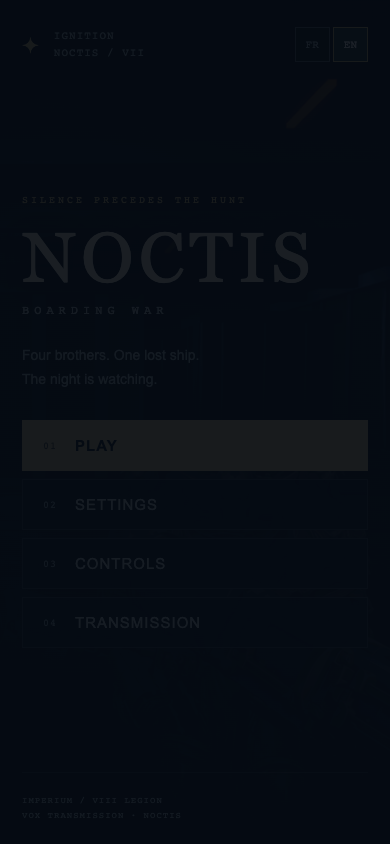 IGNITION
NOCTIS / VII
FR
EN
SILENCE PRECEDES THE HUNT
NOCTIS
BOARDING WAR
Four brothers. One lost ship.
The night is watching.
01 PLAY
02 SETTINGS
03 CONTROLS
04 TRANSMISSION
VIII LEGION
VOX TRANSMISSION · NOCTIS